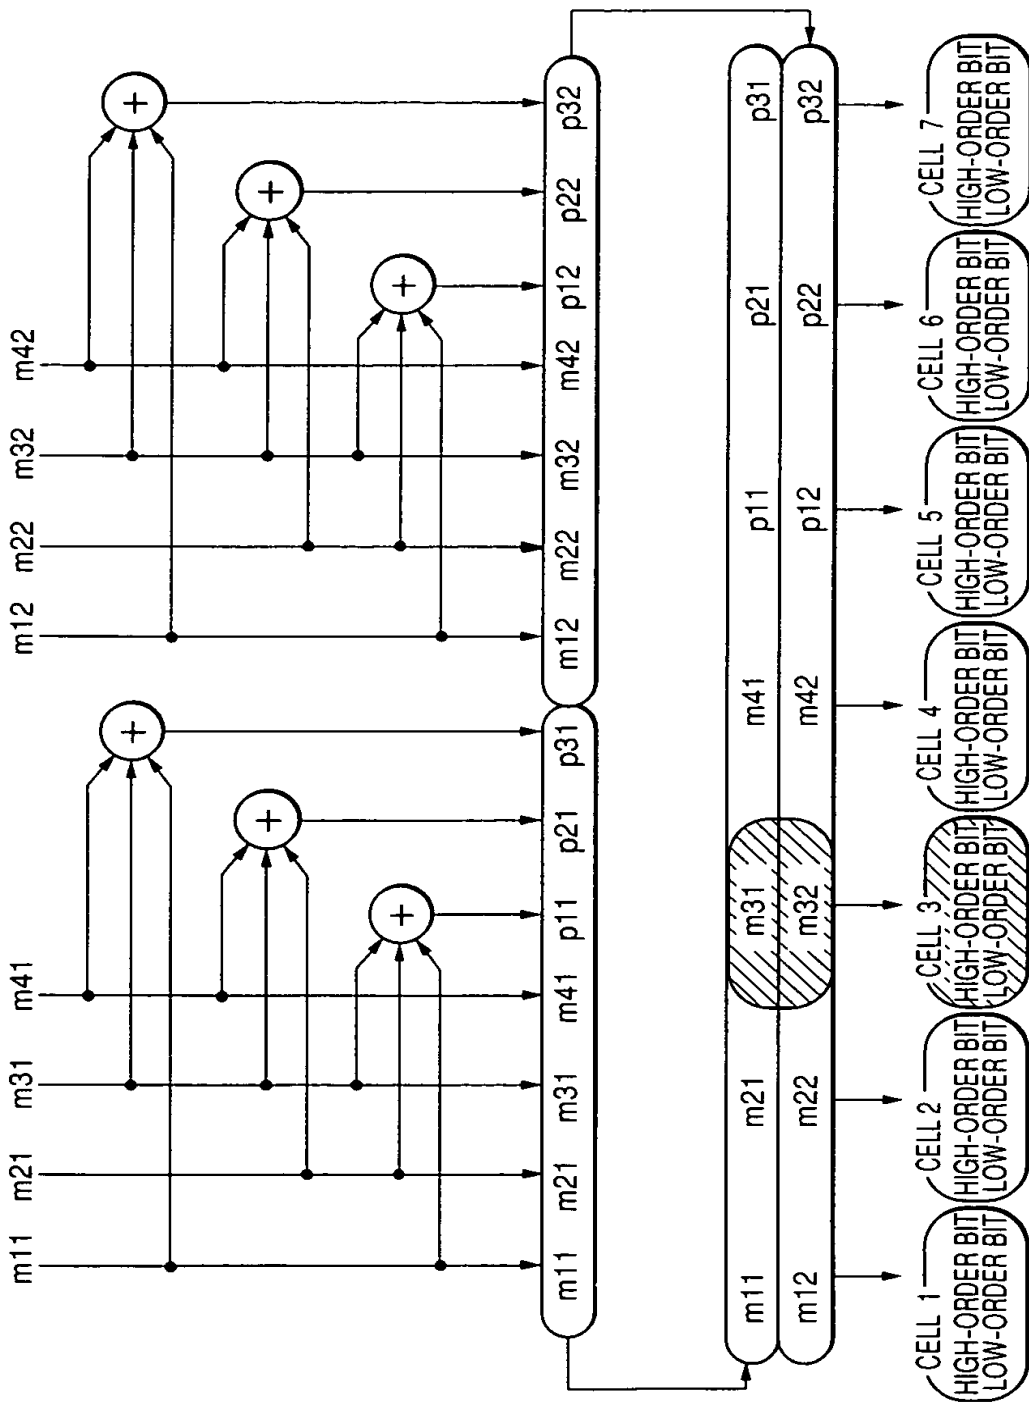 m11 m21 m31 m41 m12 m22 m32 m42
+ + + + + +
m11 m21 m31 m41 p11 p21 p31 m12 m22 m32 m42 p12 p22 p32
m11 m21 m31 m41 p11 p21 p31
m12 m22 m32 m42 p12 p22 p32
CELL 1 CELL 2 CELL 3 CELL 4 CELL 5 CELL 6 CELL 7
HIGH-ORDER BIT HIGH-ORDER BIT HIGH-ORDER BIT HIGH-ORDER BIT HIGH-ORDER BIT HIGH-ORDER BIT HIGH-ORDER BIT
LOW-ORDER BIT LOW-ORDER BIT LOW-ORDER BIT LOW-ORDER BIT LOW-ORDER BIT LOW-ORDER BIT LOW-ORDER BIT